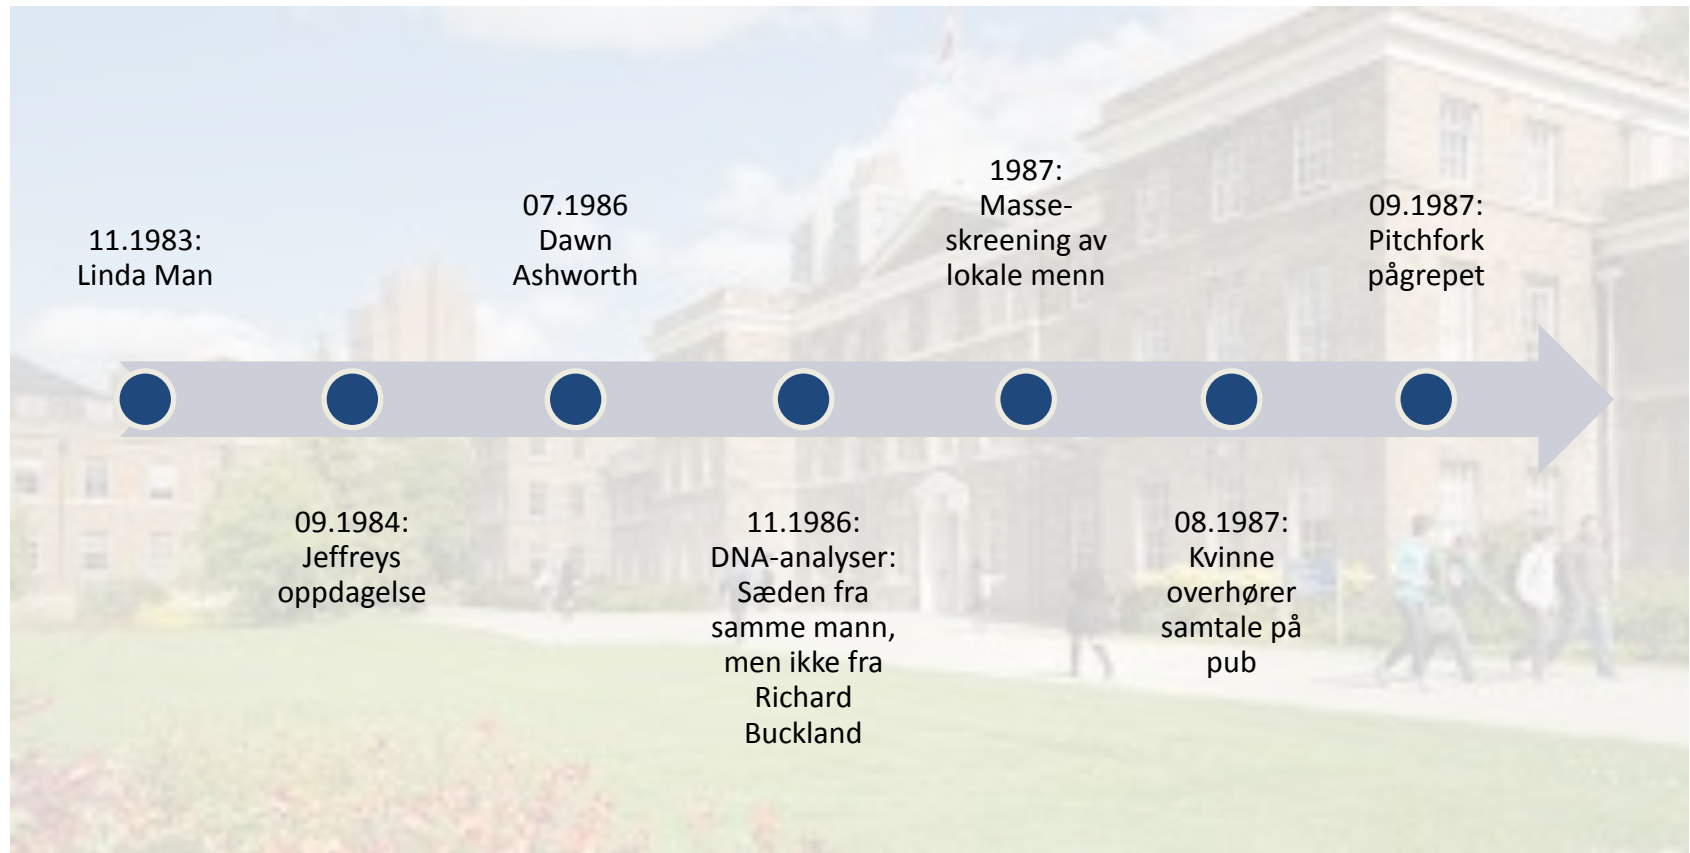 11.1983:
Linda Man
09.1984:
Jeffreys
oppdagelse
07.1986
Dawn
Ashworth
11.1986:
DNA-analyser:
Sæden fra
samme mann,
men ikke fra
Richard
Buckland
1987:
Masse-
skreening av
lokale menn
08.1987:
Kvinne
overhører
samtale på
pub
09.1987:
Pitchfork
pågrepet